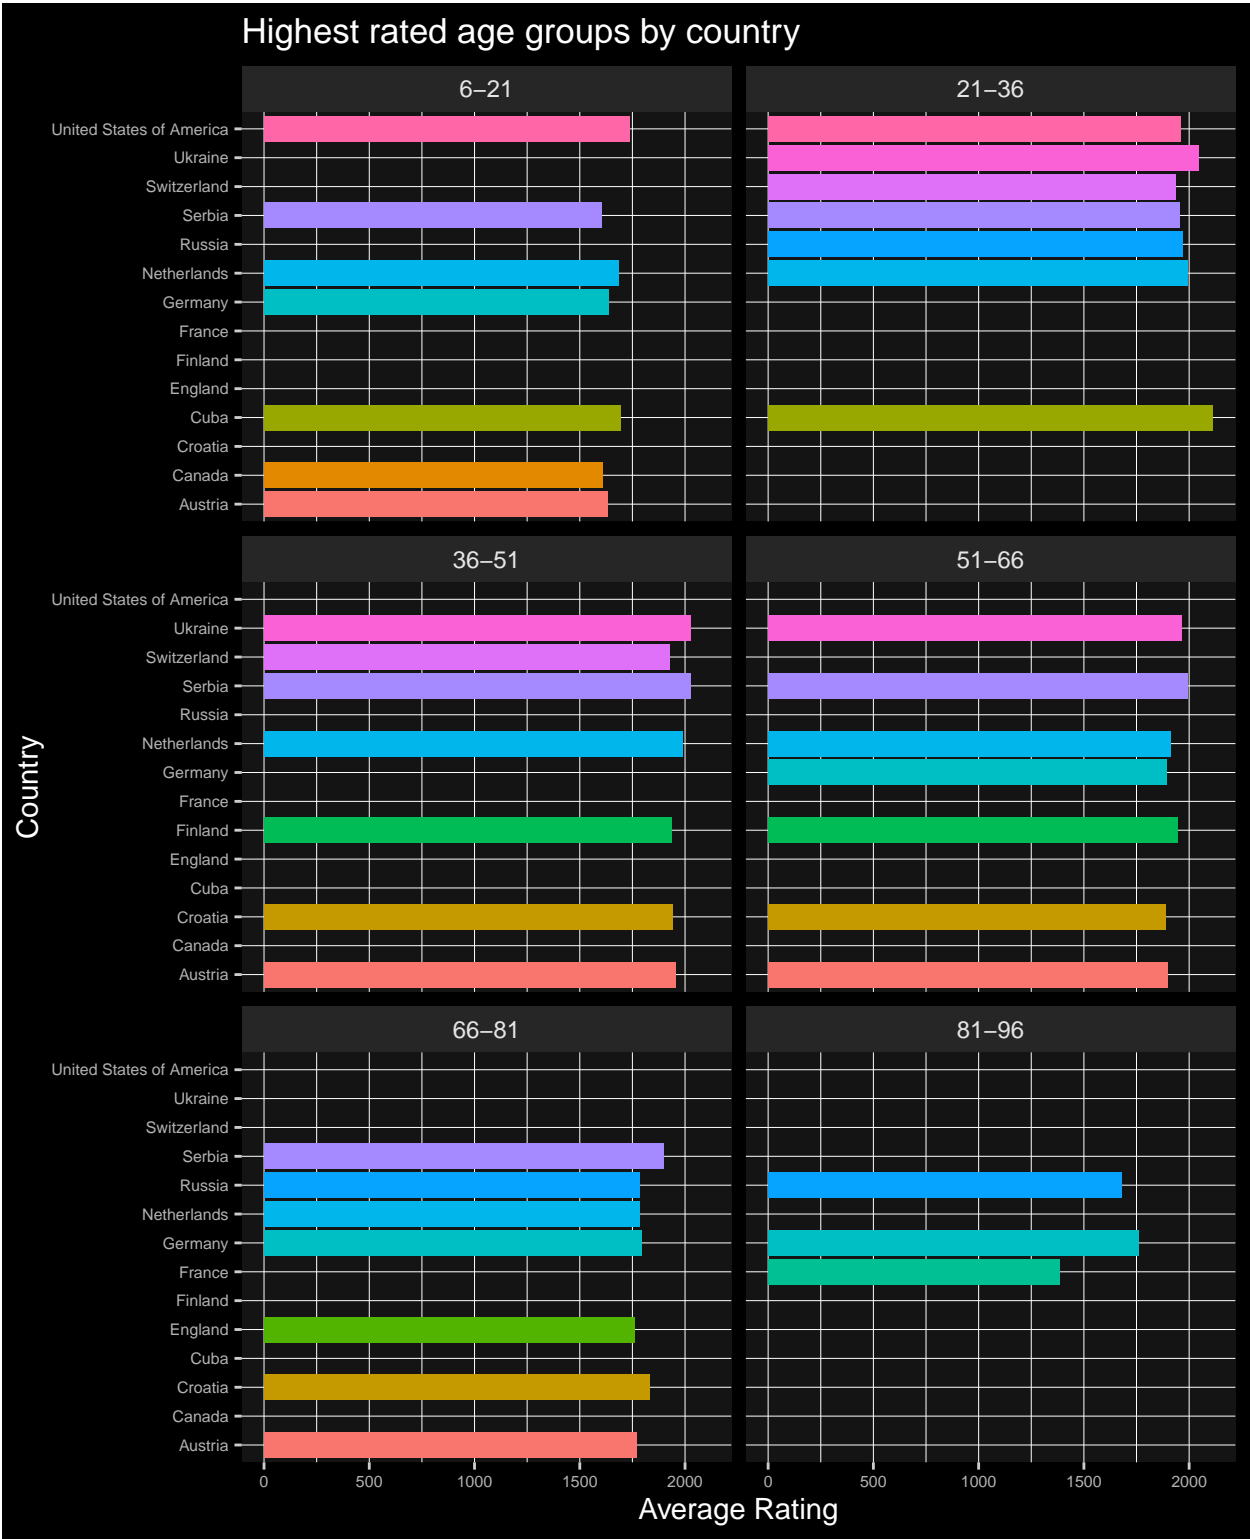 Highest rated age groups by country
6–21
21–36
United States of America
Ukraine
Switzerland
Serbia
Russia
Netherlands
Germany
France
Finland
England
Cuba
Croatia
Canada
Austria
36–51
51–66
United States of America
Ukraine
Switzerland
Serbia
Russia
Netherlands
Germany
France
Finland
England
Cuba
Croatia
Canada
Austria
Country
66–81
81–96
United States of America
Ukraine
Switzerland
Serbia
Russia
Netherlands
Germany
France
Finland
England
Cuba
Croatia
Canada
Austria
0 500 1000 1500 2000
0 500 1000 1500 2000
Average Rating